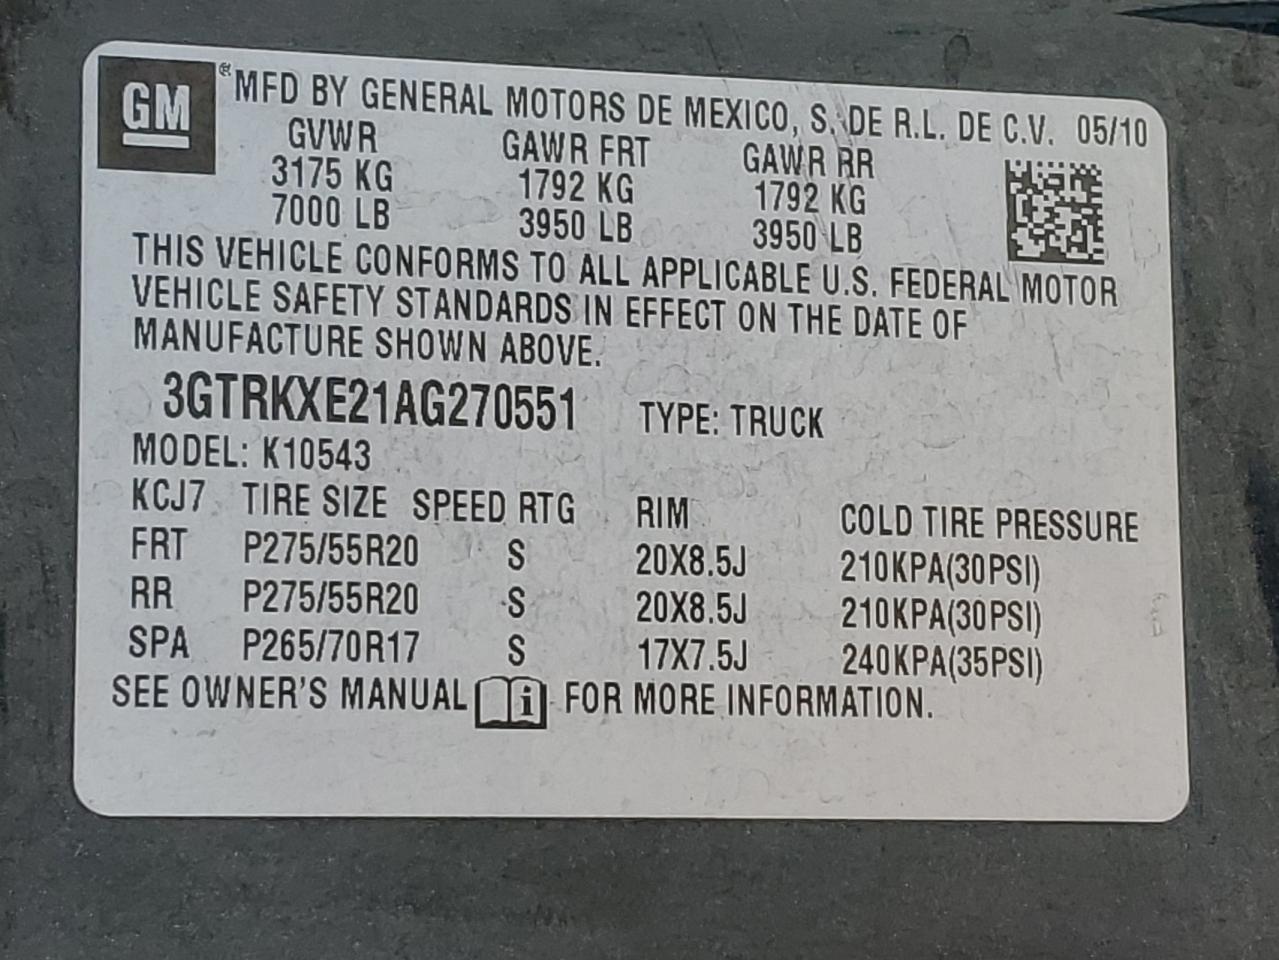 GM ® MFD BY GENERAL MOTORS DE MEXICO, S. DE R.L. DE C.V. 05/10
GVWR GAWR FRT GAWR RR
3175 KG 1792 KG 1792 KG
7000 LB 3950 LB 3950 LB
THIS VEHICLE CONFORMS TO ALL APPLICABLE U.S. FEDERAL MOTOR
VEHICLE SAFETY STANDARDS IN EFFECT ON THE DATE OF
MANUFACTURE SHOWN ABOVE.
3GTRKXE21AG270551 TYPE: TRUCK
MODEL: K10543
KCJ7 TIRE SIZE SPEED RTG RIM COLD TIRE PRESSURE
FRT P275/55R20 S 20X8.5J 210KPA(30PSI)
RR P275/55R20 S 20X8.5J 210KPA(30PSI)
SPA P265/70R17 S 17X7.5J 240KPA(35PSI)
SEE OWNER'S MANUAL i FOR MORE INFORMATION.